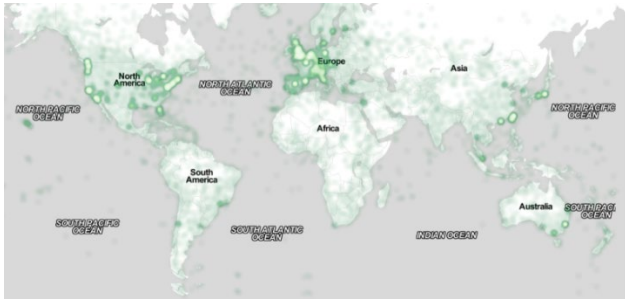 North
America
Europe
Asia
NORTH ATLANTIC
OCEAN
NORTH PACIFIC
OCEAN
NORTH PACIFIC
OCEAN
Africa
South
America
Australia
SOUTH PACI
OCEAN
SOUTH PACIFIC
OCEAN
SOUTH ATLANTIC
OCEAN
INDIAN OCEAN